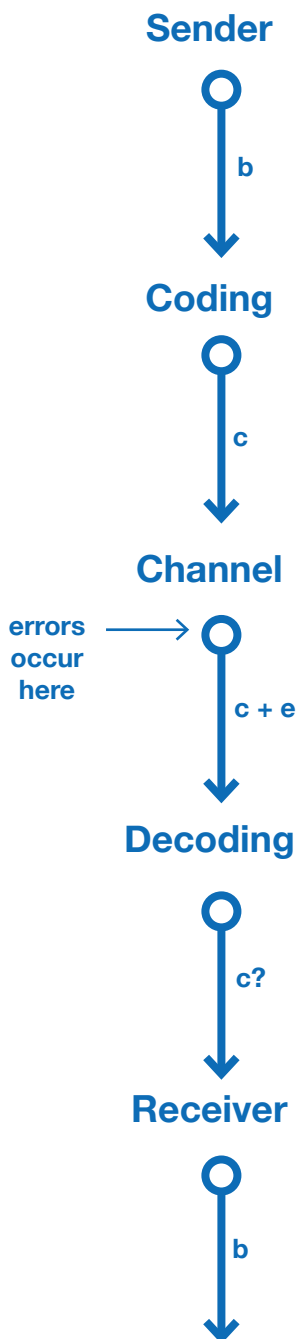 Sender
b
Coding
c
Channel
errors
occur
here
c + e
Decoding
c?
Receiver
b